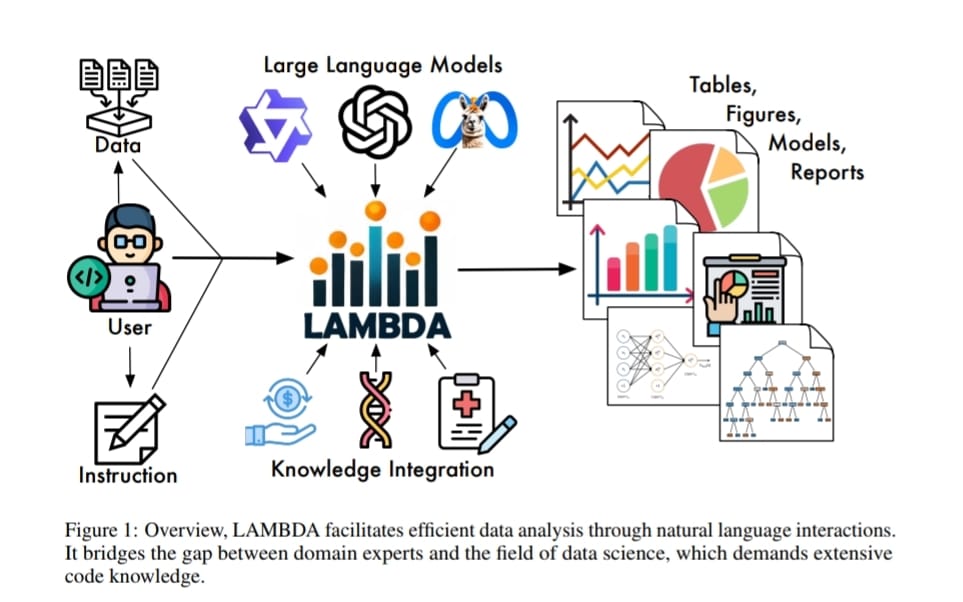 Large Language Models
Data
User
Instruction
LAMBDA
Knowledge Integration
Tables,
Figures,
Models,
Reports
Figure 1: Overview, LAMBDA facilitates efficient data analysis through natural language interactions.
It bridges the gap between domain experts and the field of data science, which demands extensive
code knowledge.